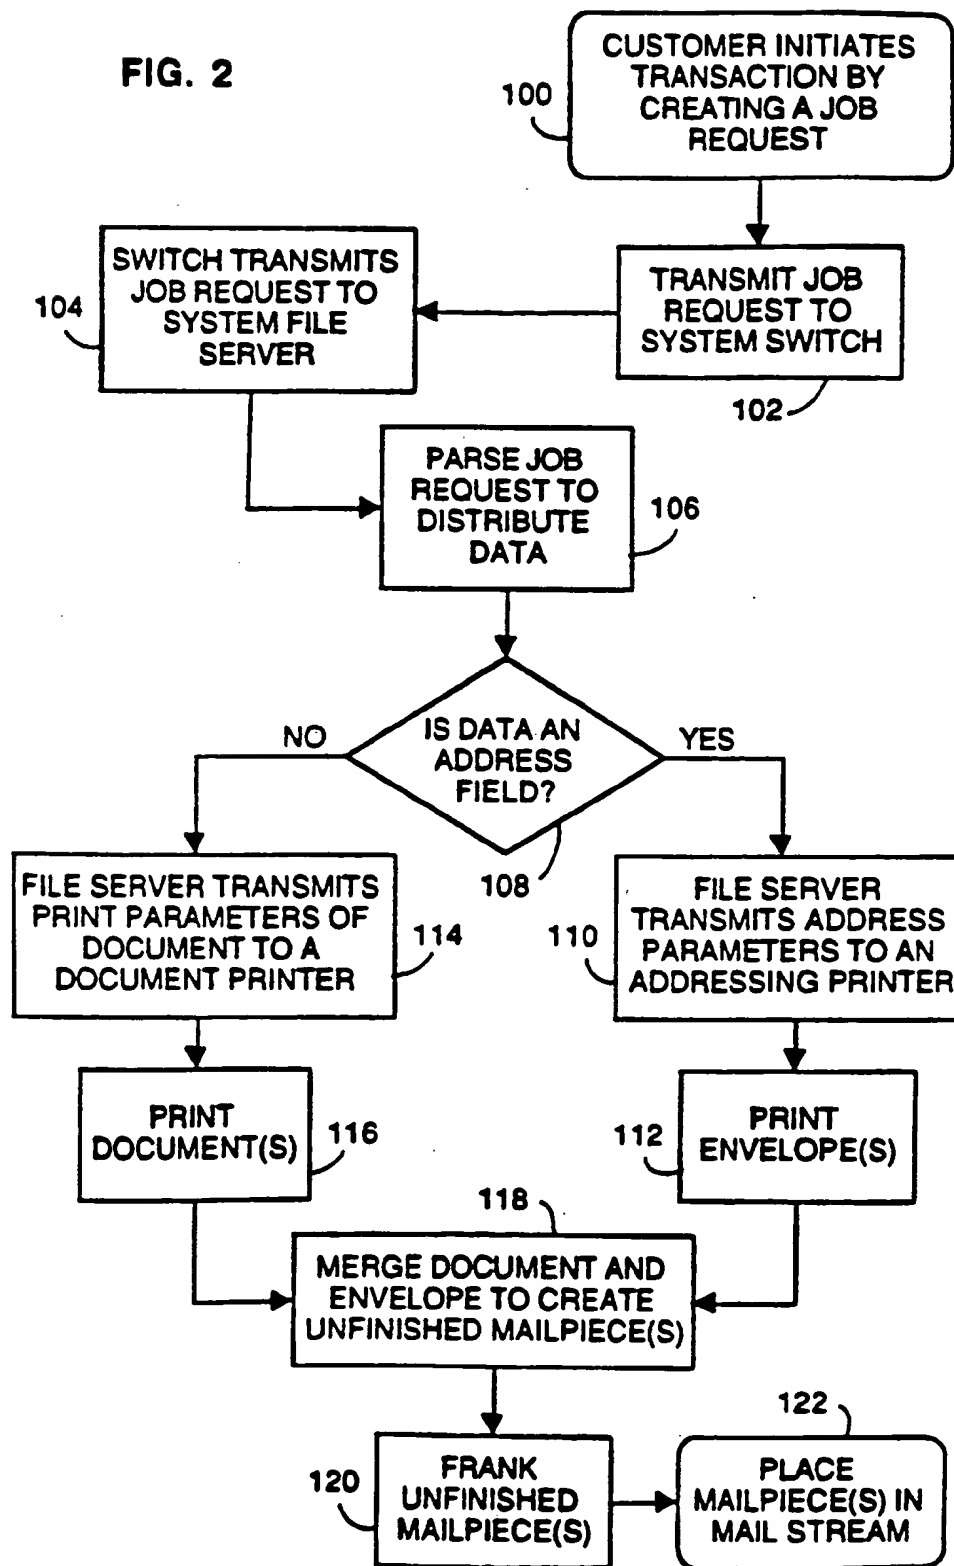 FIG. 2
CUSTOMER INITIATES
TRANSACTION BY
CREATING A JOB
REQUEST
100
TRANSMIT JOB
REQUEST TO
SYSTEM SWITCH
102
SWITCH TRANSMITS
JOB REQUEST TO
SYSTEM FILE
SERVER
104
PARSE JOB
REQUEST TO
DISTRIBUTE
DATA
106
IS DATA AN
ADDRESS
FIELD?
108
NO
YES
FILE SERVER TRANSMITS
PRINT PARAMETERS OF
DOCUMENT TO A
DOCUMENT PRINTER
114
FILE SERVER
TRANSMITS ADDRESS
PARAMETERS TO AN
ADDRESSING PRINTER
110
PRINT
DOCUMENT(S)
116
PRINT
ENVELOPE(S)
112
118
MERGE DOCUMENT AND
ENVELOPE TO CREATE
UNFINISHED MAILPIECE(S)
FRANK
UNFINISHED
MAILPIECE(S)
120
122
PLACE
MAILPIECE(S) IN
MAIL STREAM